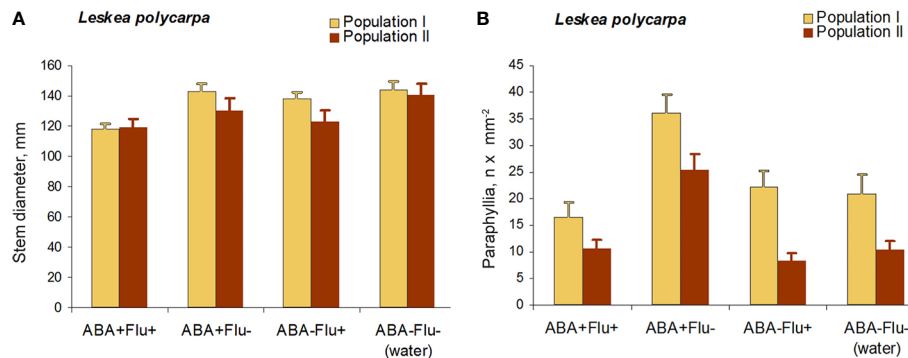 A
Leskea polycarpa
Population I
Population II
Stem diameter, mm
160
140
120
100
80
60
40
20
0
ABA+Flu+
ABA+Flu-
ABA-Flu+
ABA-Flu-
(water)
B
Leskea polycarpa
Population I
Population II
Paraphyllia, n x mm-2
45
40
35
30
25
20
15
10
5
0
ABA+Flu+
ABA+Flu-
ABA-Flu+
ABA-Flu-
(water)